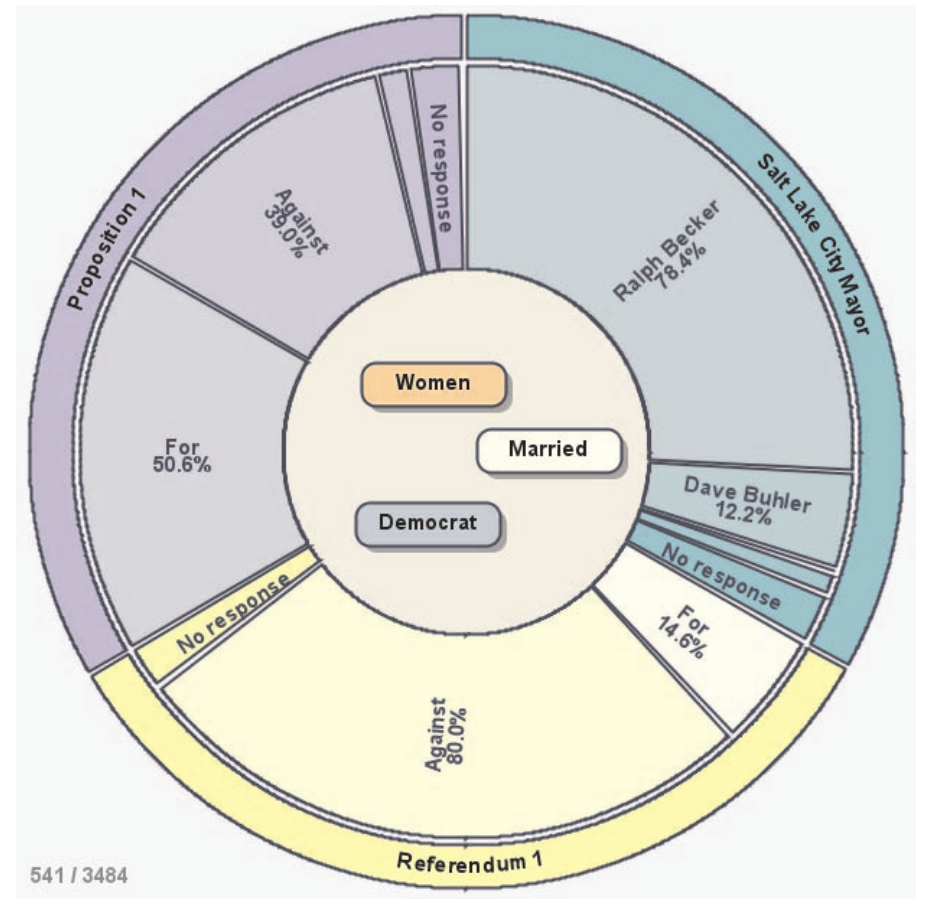 Proposition 1
Salt Lake City Mayor
Referendum 1
No response
Against
39.0%
For
50.6%
Ralph Becker
78.4%
Dave Buhler
12.2%
No response
For
14.6%
Against
80.0%
No response
Women
Married
Democrat
541 / 3484